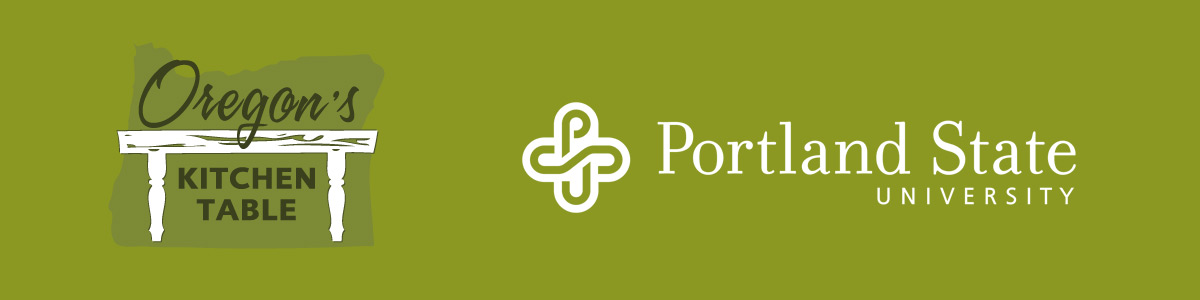 Oregon's
KITCHEN
TABLE
Portland State
UNIVERSITY